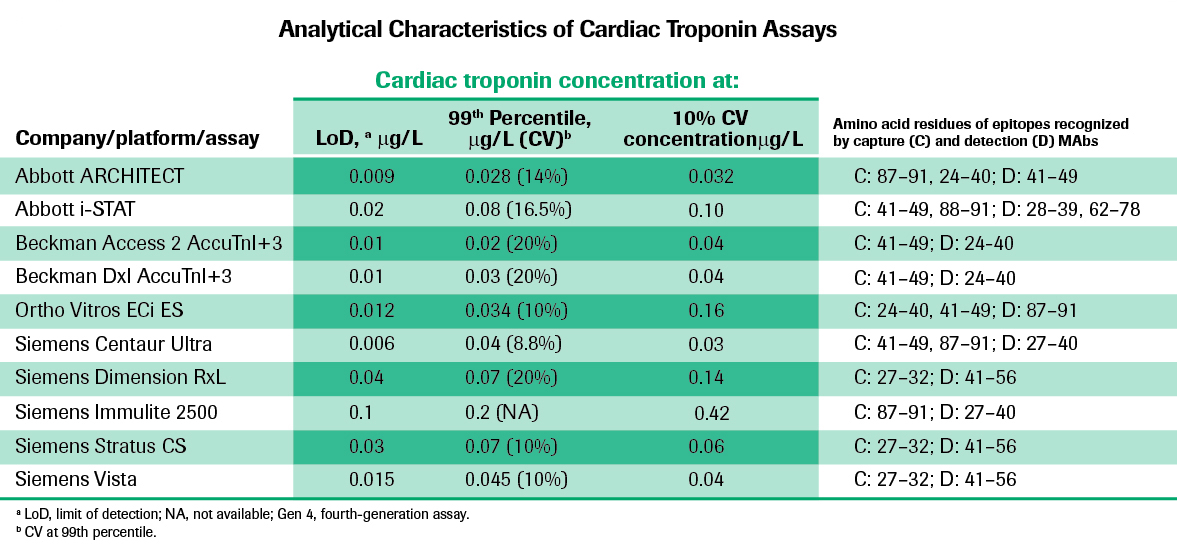 Analytical Characteristics of Cardiac Troponin Assays
Cardiac troponin concentration at:
Company/platform/assay LoD, ᵃ µg/L 99ᵗʰ Percentile, µg/L (CV)ᵇ 10% CV concentrationµg/L Amino acid residues of epitopes recognized by capture (C) and detection (D) MAbs
Abbott ARCHITECT 0.009 0.028 (14%) 0.032 C: 87–91, 24–40; D: 41–49
Abbott i-STAT 0.02 0.08 (16.5%) 0.10 C: 41–49, 88–91; D: 28–39, 62–78
Beckman Access 2 AccuTnI+3 0.01 0.02 (20%) 0.04 C: 41–49; D: 24-40
Beckman DxI AccuTnI+3 0.01 0.03 (20%) 0.04 C: 41–49; D: 24–40
Ortho Vitros ECi ES 0.012 0.034 (10%) 0.16 C: 24–40, 41–49; D: 87–91
Siemens Centaur Ultra 0.006 0.04 (8.8%) 0.03 C: 41–49, 87–91; D: 27–40
Siemens Dimension RxL 0.04 0.07 (20%) 0.14 C: 27–32; D: 41–56
Siemens Immulite 2500 0.1 0.2 (NA) 0.42 C: 87–91; D: 27–40
Siemens Stratus CS 0.03 0.07 (10%) 0.06 C: 27–32; D: 41–56
Siemens Vista 0.015 0.045 (10%) 0.04 C: 27–32; D: 41–56
ᵃ LoD, limit of detection; NA, not available; Gen 4, fourth-generation assay.
ᵇ CV at 99th percentile.